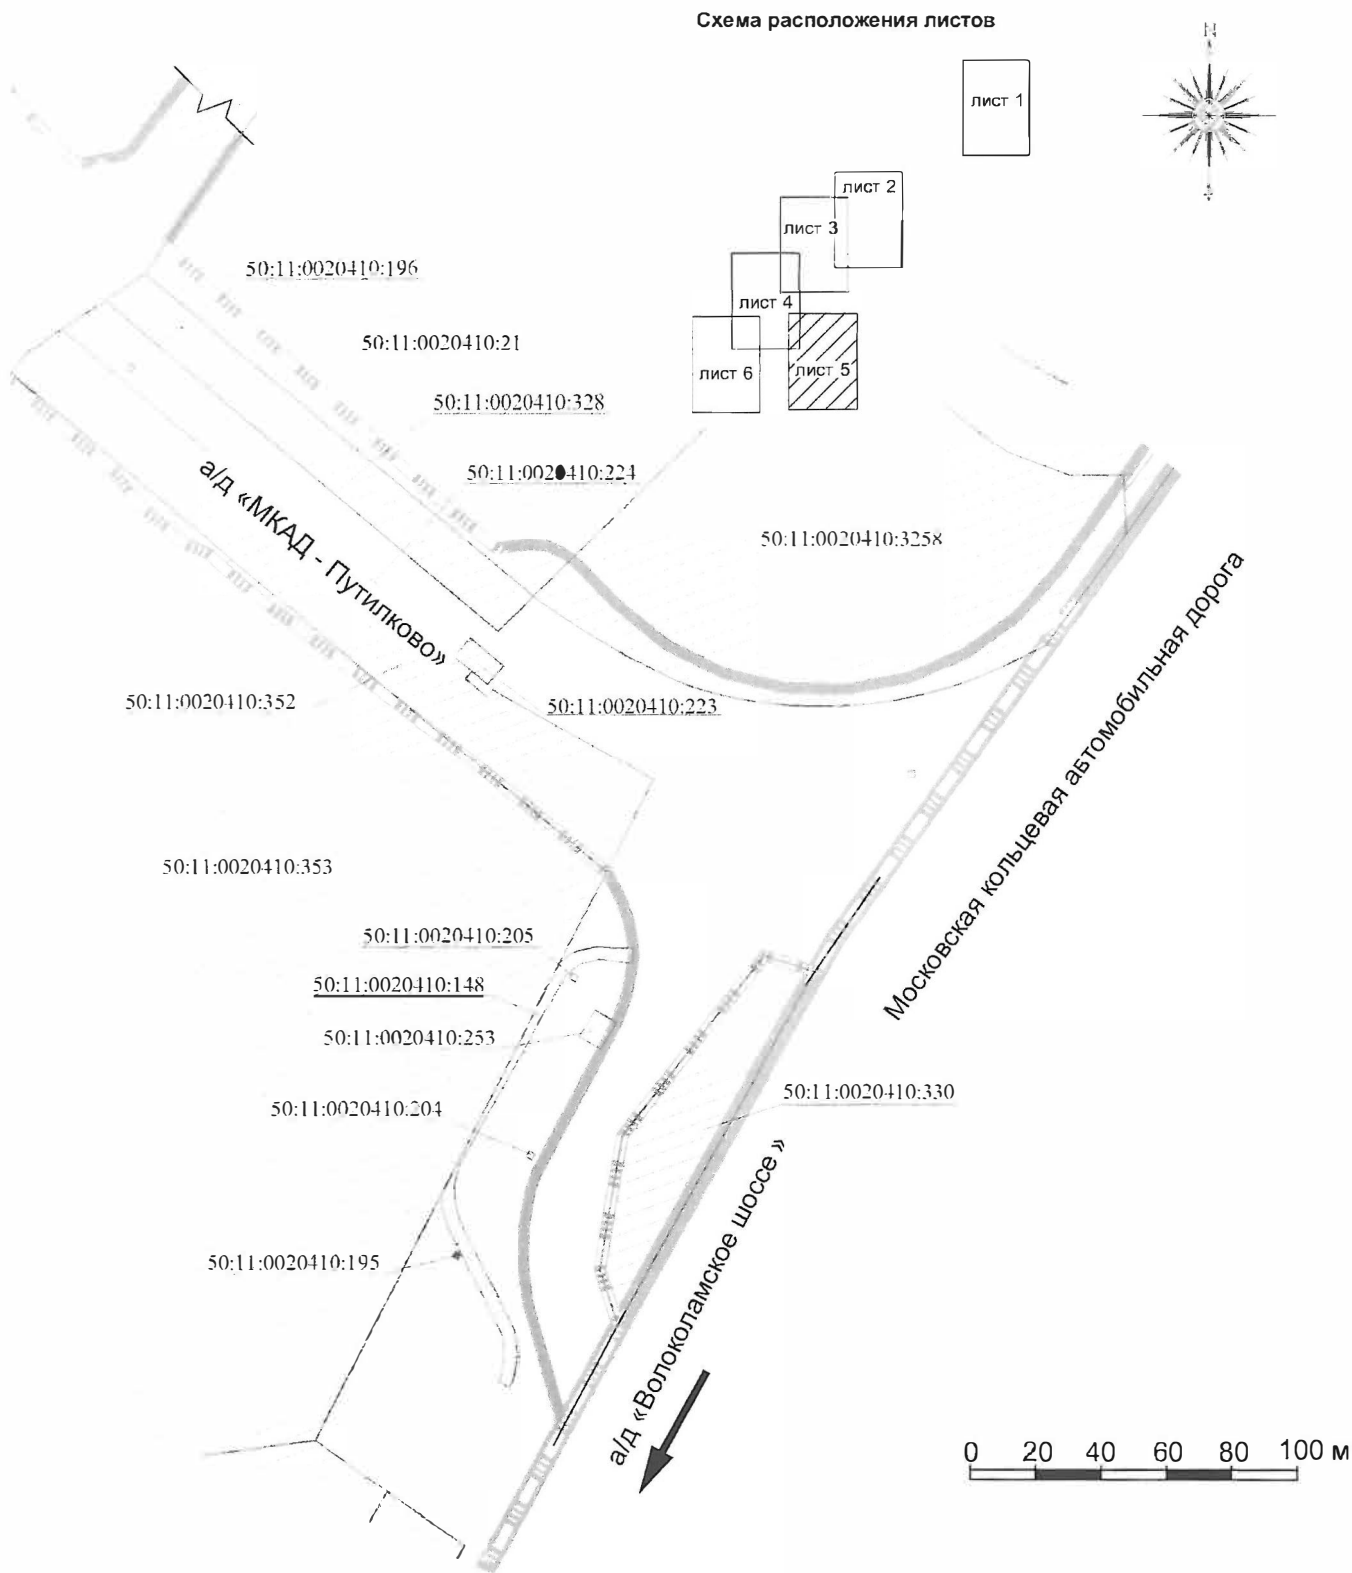 Схема расположения листов
N
лист 1
лист 2
лист 3
лист 4
лист 5
лист 6
50:11:0020410:196
50:11:0020410:21
50:11:0020410:328
50:11:0020410:224
а/д «МКАД - Путилково»
50:11:0020410:3258
Московская кольцевая автомобильная дорога
50:11:0020410:352
50:11:0020410:223
50:11:0020410:353
50:11:0020410:205
50:11:0020410:148
50:11:0020410:253
50:11:0020410:204
50:11:0020410:330
50:11:0020410:195
а/д «Волоколамское шоссе »
0 20 40 60 80 100 м